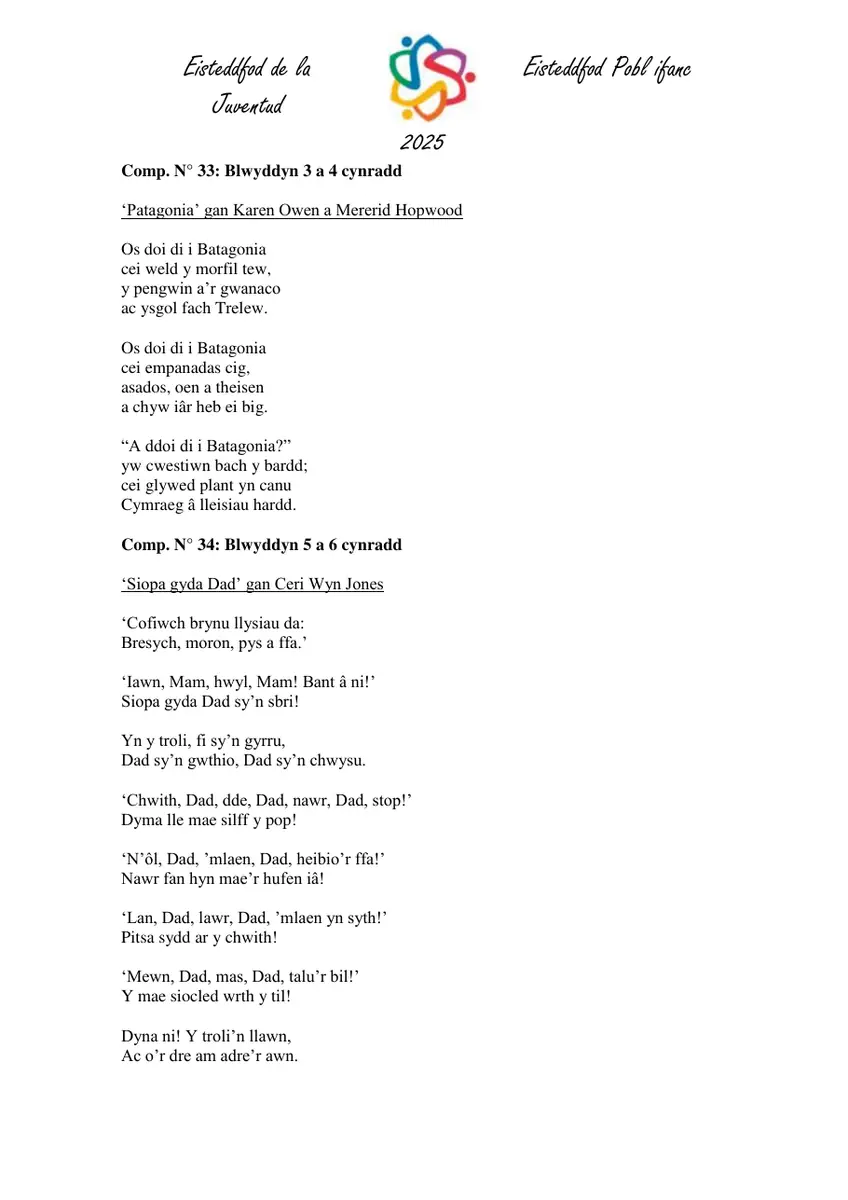 Eisteddfod de la
Juventud
Eisteddfod Pobl ifanc
2025
Comp. N° 33: Blwyddyn 3 a 4 cynradd
‘Patagonia’ gan Karen Owen a Mererid Hopwood
Os doi di i Batagonia
cei weld y morfil tew,
y pengwin a’r gwanaco
ac ysgol fach Trelew.
Os doi di i Batagonia
cei empanadas cig,
asados, oen a theisen
a chyw iâr heb ei big.
“A ddoi di i Batagonia?”
yw cwestiwn bach y bardd;
cei glywed plant yn canu
Cymraeg â lleisiau hardd.
Comp. N° 34: Blwyddyn 5 a 6 cynradd
‘Siopa gyda Dad’ gan Ceri Wyn Jones
‘Cofiwch brynu llysiau da:
Bresych, moron, pys a ffa.’
‘Iawn, Mam, hwyl, Mam! Bant â ni!’
Siopa gyda Dad sy’n sbri!
Yn y troli, fi sy’n gyrru,
Dad sy’n gwthio, Dad sy’n chwysu.
‘Chwith, Dad, dde, Dad, nawr, Dad, stop!’
Dyma lle mae silff y pop!
‘N’ôl, Dad, ’mlaen, Dad, heibio’r ffa!’
Nawr fan hyn mae’r hufen iâ!
‘Lan, Dad, lawr, Dad, ’mlaen yn syth!’
Pitsa sydd ar y chwith!
‘Mewn, Dad, mas, Dad, talu’r bil!’
Y mae siocled wrth y til!
Dyna ni! Y troli’n llawn,
Ac o’r dre am adre’r awn.